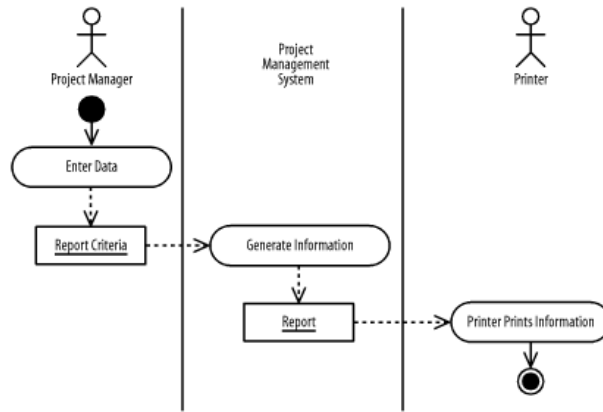 Project Manager
Project
Management
System
Printer
Enter Data
Report Criteria
Generate Information
Report
Printer Prints Information